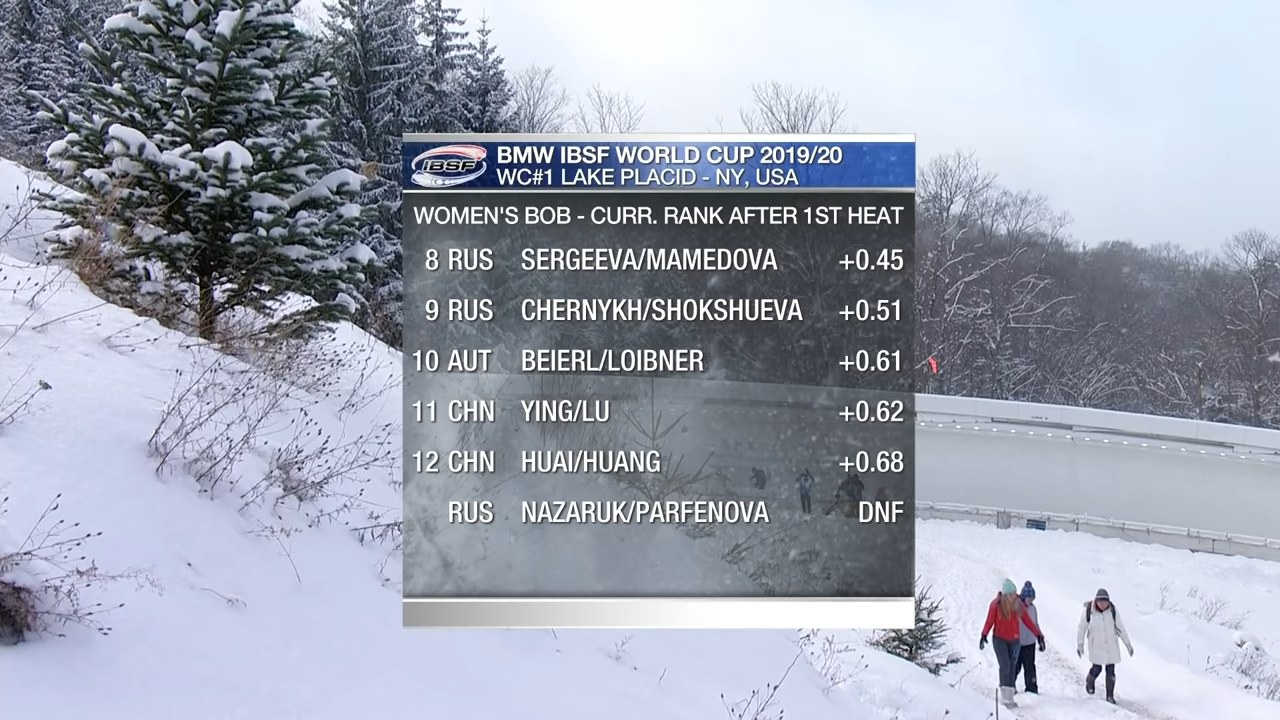 IBSF
BMW IBSF WORLD CUP 2019/20
WC#1 LAKE PLACID - NY, USA
WOMEN'S BOB - CURR. RANK AFTER 1ST HEAT
8 RUS SERGEEVA/MAMEDOVA +0.45
9 RUS CHERNYKH/SHOKSHUEVA +0.51
10 AUT BEIERL/LOIBNER +0.61
11 CHN YING/LU +0.62
12 CHN HUAI/HUANG +0.68
RUS NAZARUK/PARFENOVA DNF